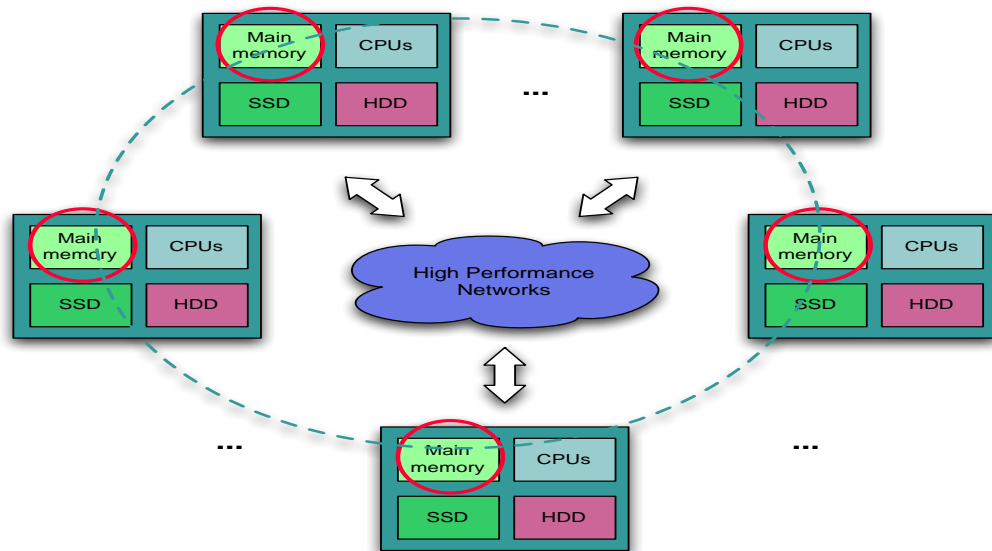 Main
memory
CPUs
SSD
HDD
...
Main
memory
CPUs
SSD
HDD
Main
memory
CPUs
SSD
HDD
High Performance
Networks
Main
memory
CPUs
SSD
HDD
...
Main
memory
CPUs
SSD
HDD
...